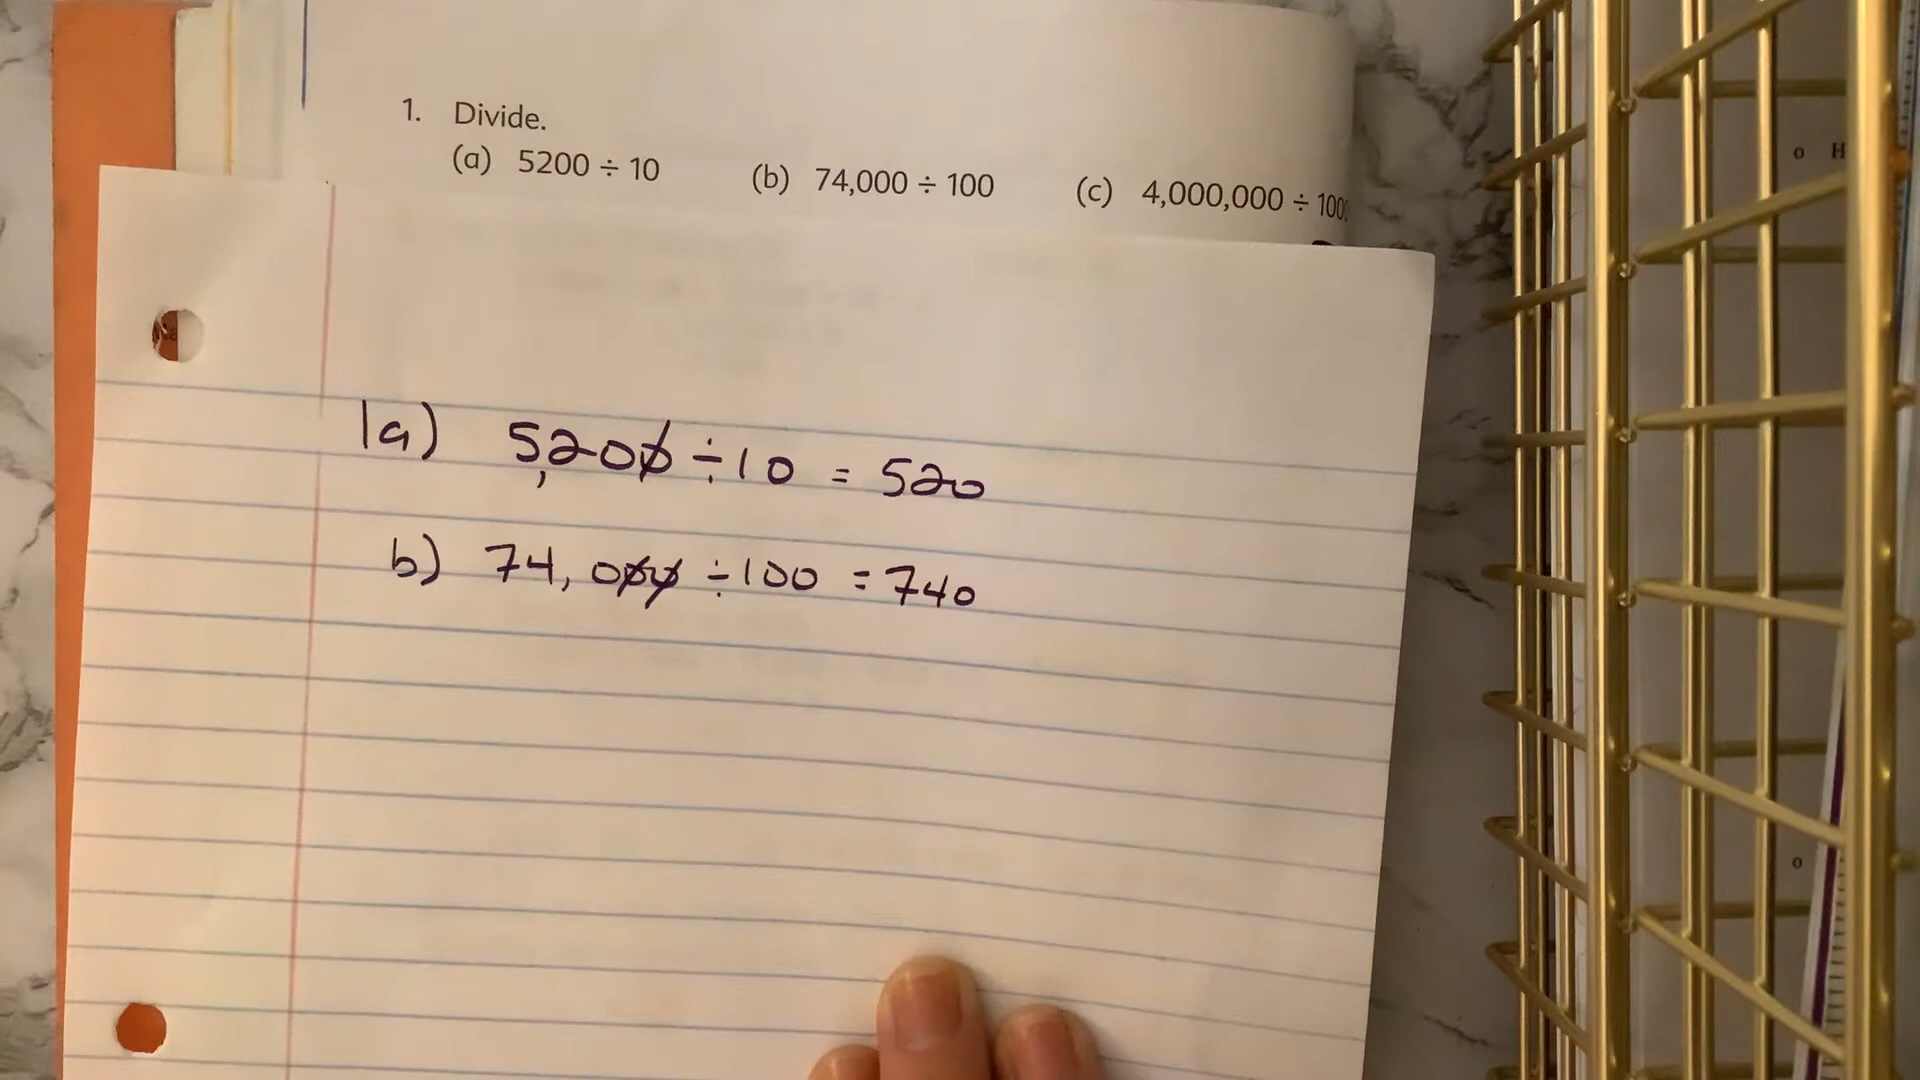 1. Divide.
(a) 5200 ÷ 10 (b) 74,000 ÷ 100 (c) 4,000,000 ÷ 1000
1a) 5,200 ÷ 10 = 520
b) 74,000 ÷ 100 = 740
o H
o